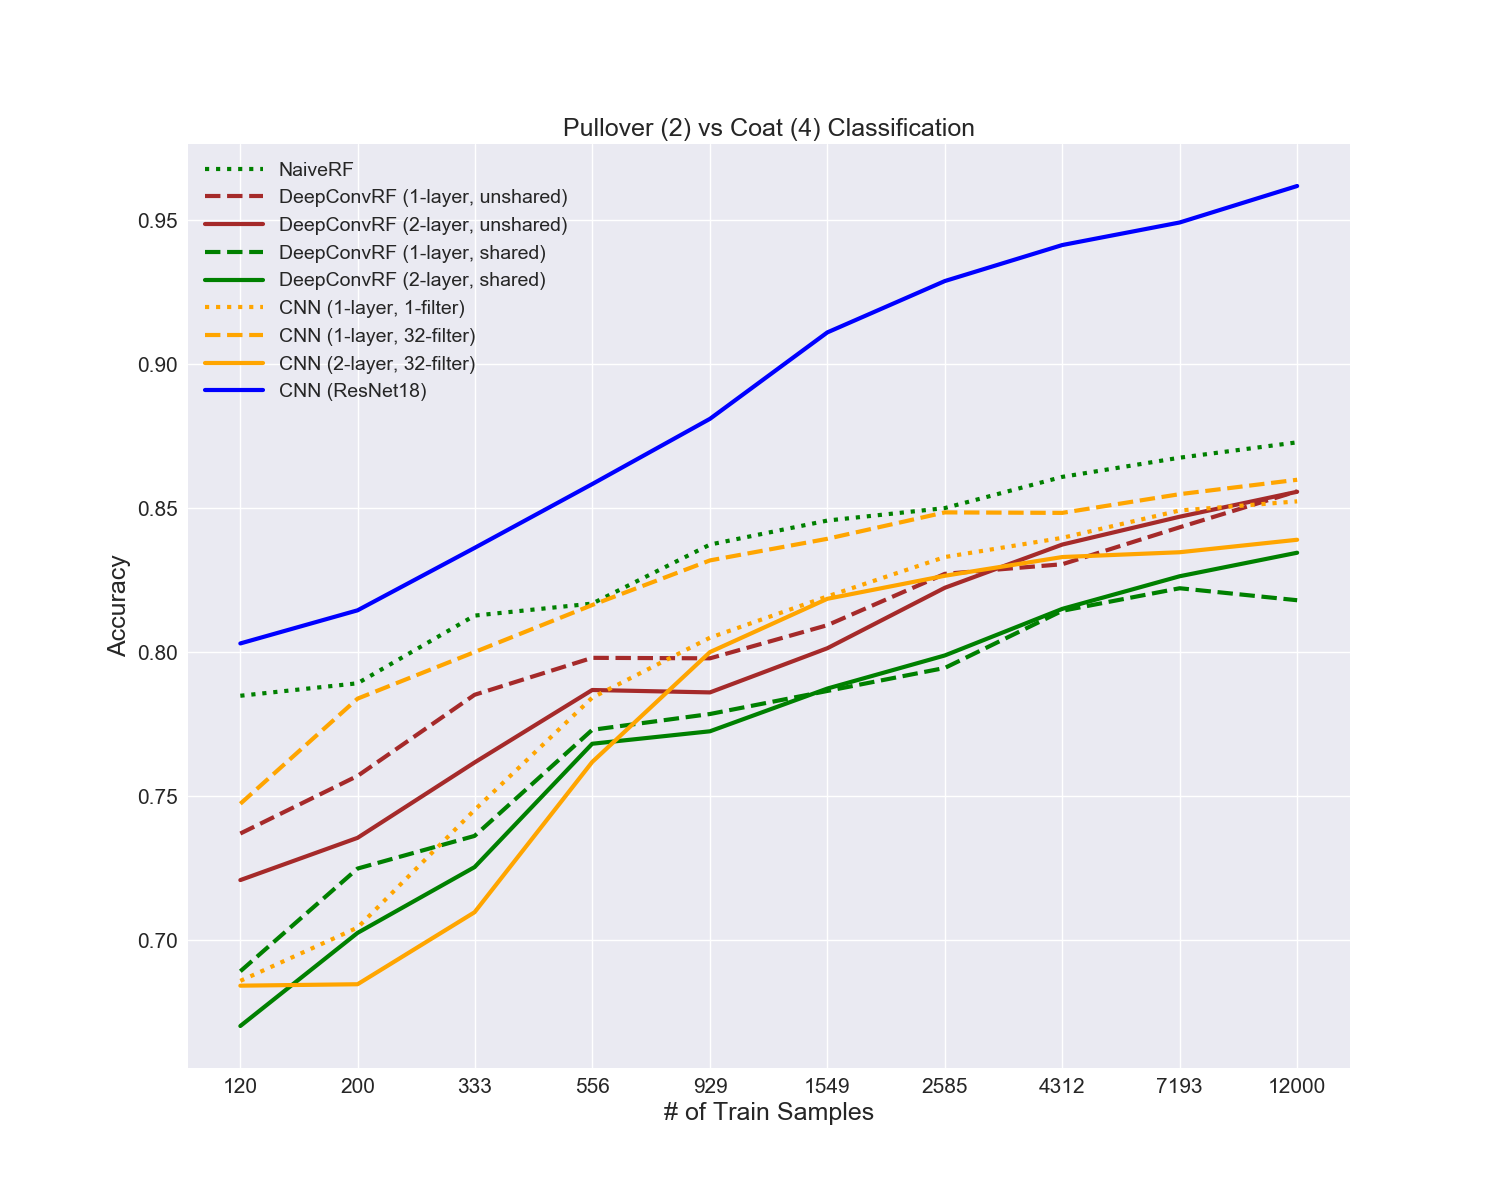 Pullover (2) vs Coat (4) Classification
NaiveRF
DeepConvRF (1-layer, unshared)
DeepConvRF (2-layer, unshared)
DeepConvRF (1-layer, shared)
DeepConvRF (2-layer, shared)
CNN (1-layer, 1-filter)
CNN (1-layer, 32-filter)
CNN (2-layer, 32-filter)
CNN (ResNet18)
Accuracy
0.95
0.90
0.85
0.80
0.75
0.70
120 200 333 556 929 1549 2585 4312 7193 12000
# of Train Samples